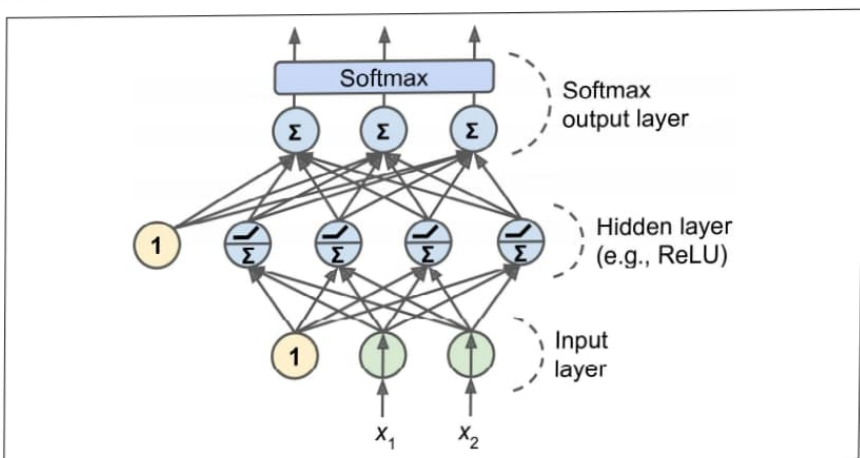 Softmax
Softmax
output layer
Σ Σ Σ
1
Σ Σ Σ Σ
Hidden layer
(e.g., ReLU)
1
Input
layer
x₁ x₂